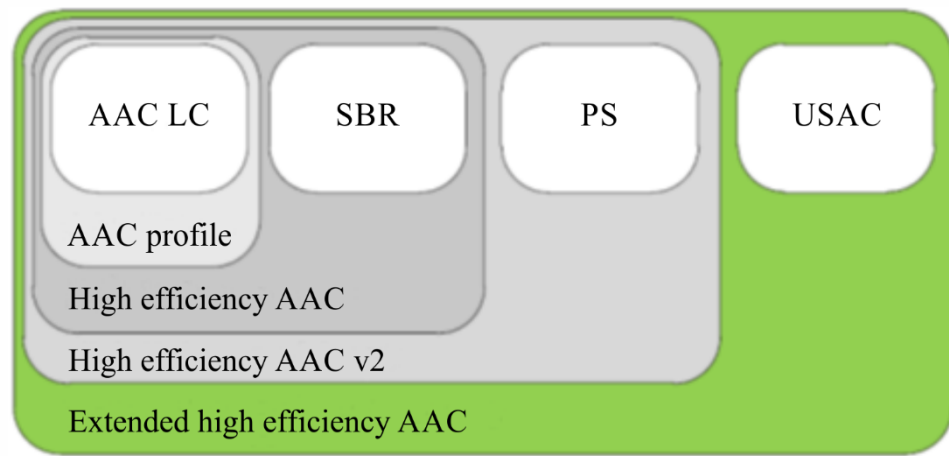 AAC LC SBR PS USAC
AAC profile
High efficiency AAC
High efficiency AAC v2
Extended high efficiency AAC